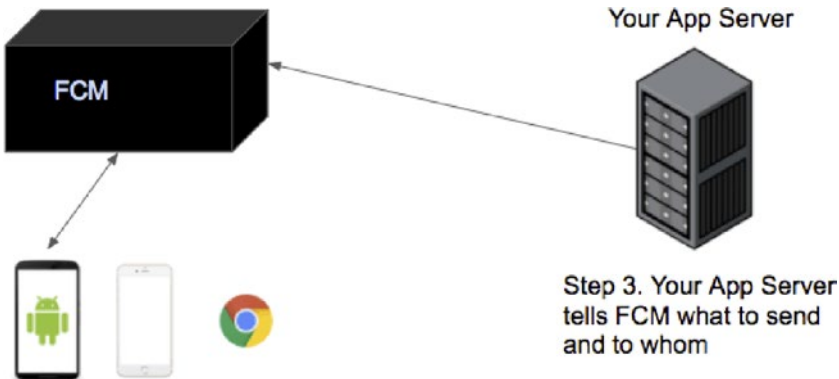 Your App Server
FCM
Step 3. Your App Server
tells FCM what to send
and to whom